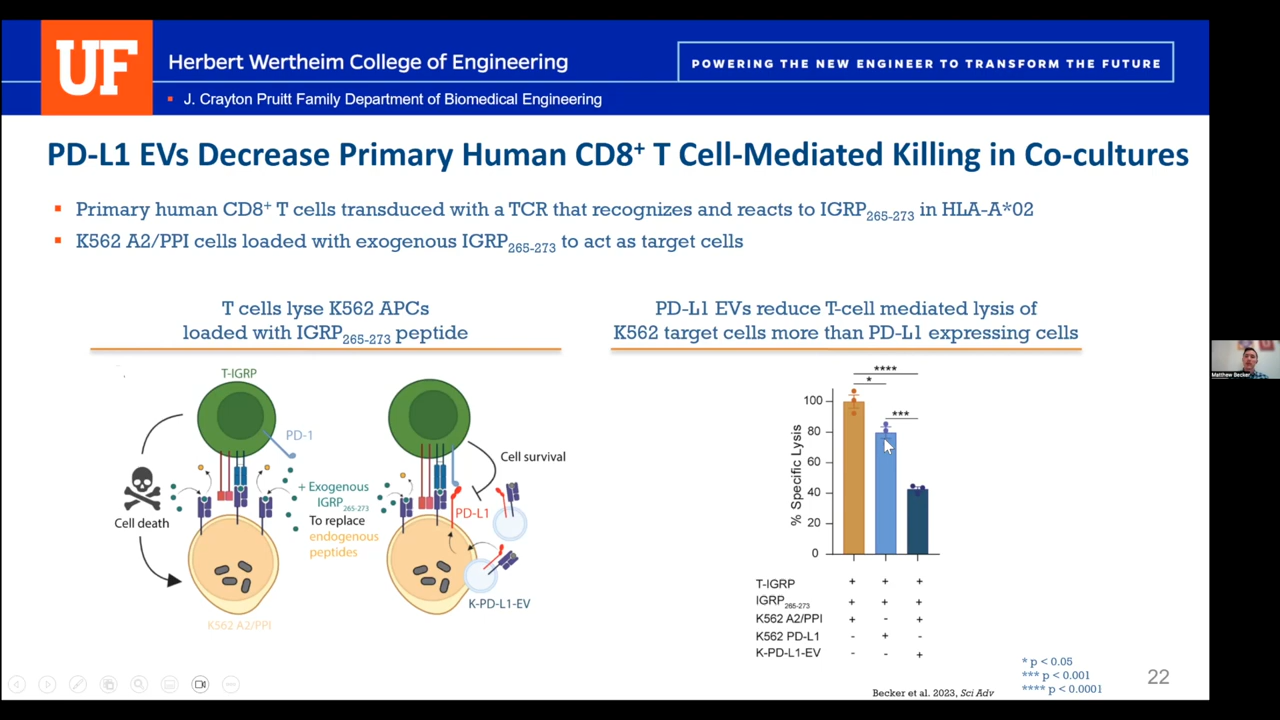 UF
Herbert Wertheim College of Engineering
POWERING THE NEW ENGINEER TO TRANSFORM THE FUTURE
J. Crayton Pruitt Family Department of Biomedical Engineering
PD-L1 EVs Decrease Primary Human CD8+ T Cell-Mediated Killing in Co-cultures
Primary human CD8+ T cells transduced with a TCR that recognizes and reacts to IGRP265-273 in HLA-A*02
K562 A2/PPI cells loaded with exogenous IGRP265-273 to act as target cells
T cells lyse K562 APCs
loaded with IGRP265-273 peptide
T-IGRP
PD-1
Cell death
+ Exogenous
IGRP265-273
To replace
endogenous
peptides
K562 A2/PPI
Cell survival
PD-L1
K-PD-L1-EV
PD-L1 EVs reduce T-cell mediated lysis of
K562 target cells more than PD-L1 expressing cells
% Specific Lysis
100
80
60
40
20
0
****
*
***
T-IGRP + + +
IGRP265-273 + + +
K562 A2/PPI + - +
K562 PD-L1 - + -
K-PD-L1-EV - - +
* p < 0.05
*** p < 0.001
**** p < 0.0001
Becker et al. 2023, Sci Adv
22
Matthew Becker